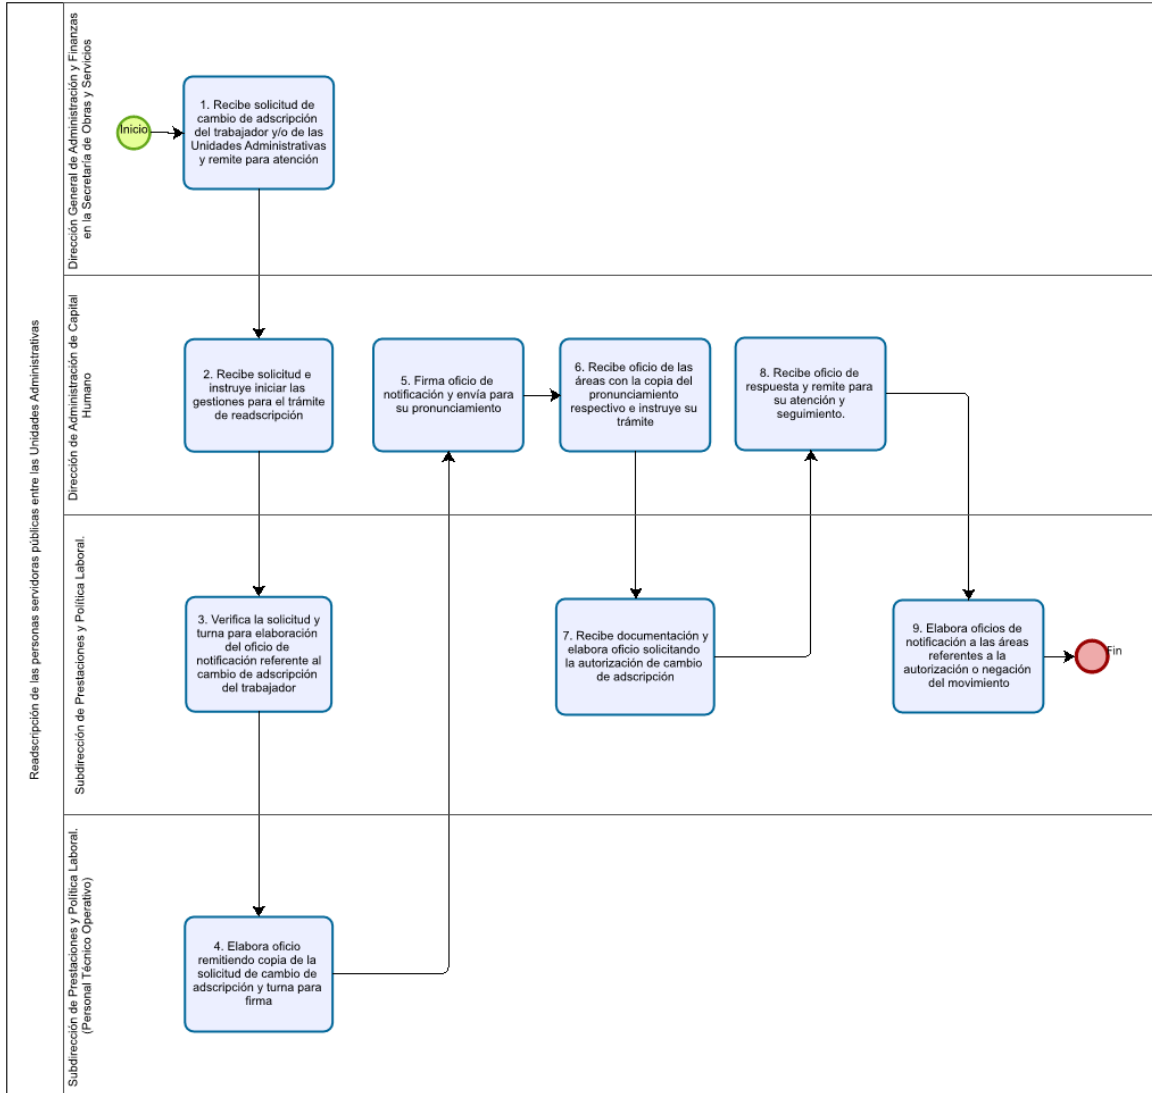 Readscripción de las personas servidoras públicas entre las Unidades Administrativas
Dirección General de Administración y Finanzas
en la Secretaría de Obras y Servicios
Inicio
1. Recibe solicitud de
cambio de adscripción
del trabajador y/o de las
Unidades Administrativas
y remite para atención
Dirección de Administración de Capital
Humano
2. Recibe solicitud e
instruye iniciar las
gestiones para el trámite
de readscripción
5. Firma oficio de
notificación y envía para
su pronunciamiento
6. Recibe oficio de las
áreas con la copia del
pronunciamiento
respectivo e instruye su
trámite
8. Recibe oficio de
respuesta y remite para
su atención y
seguimiento.
Subdirección de Prestaciones y Política Laboral.
3. Verifica la solicitud y
turna para elaboración
del oficio de
notificación referente al
cambio de adscripción
del trabajador
7. Recibe documentación y
elabora oficio solicitando
la autorización de cambio
de adscripción
9. Elabora oficios de
notificación a las áreas
referentes a la
autorización o negación
del movimiento
Fin
Subdirección de Prestaciones y Política Laboral.
(Personal Técnico Operativo)
4. Elabora oficio
remitiendo copia de la
solicitud de cambio de
adscripción y turna para
firma